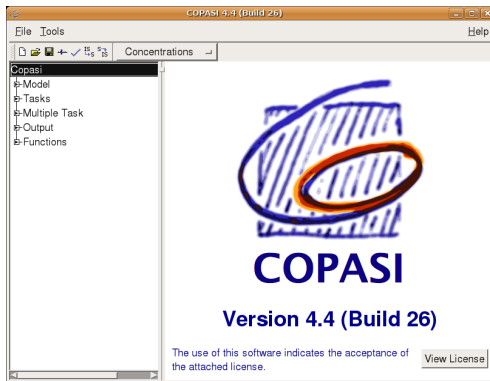 COPASI 4.4 (Build 26)
File Tools Help
Concentrations
Copasi
Model
Tasks
Multiple Task
Output
Functions
COPASI
Version 4.4 (Build 26)
The use of this software indicates the acceptance of
the attached license.
View License